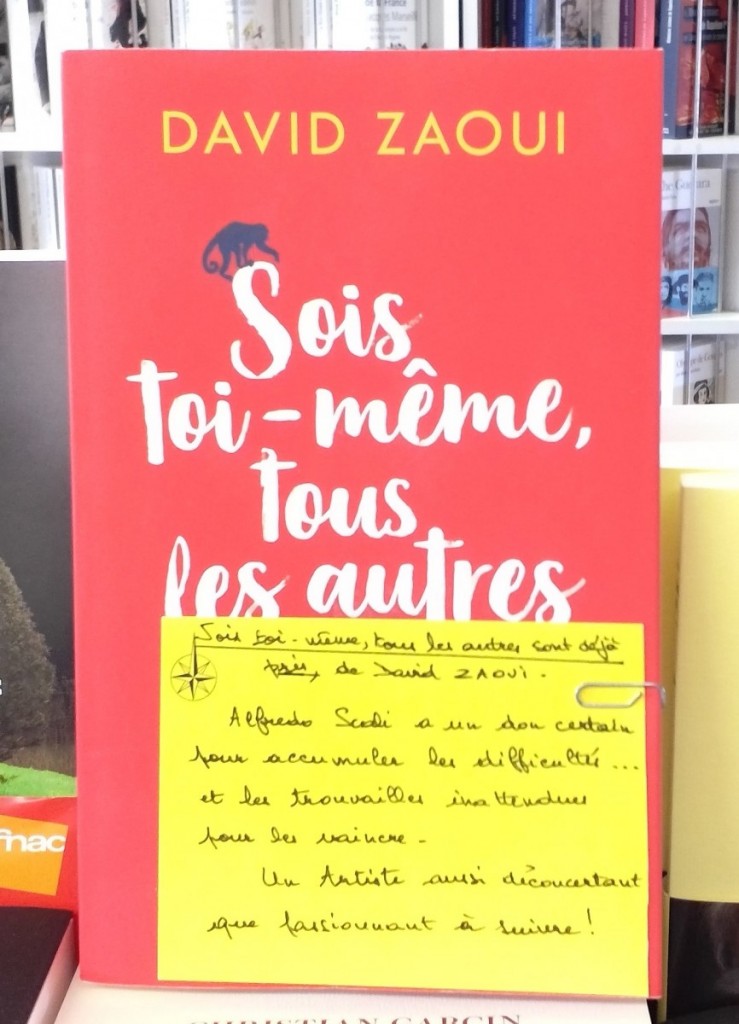 DAVID ZAOUI
Sois
toi-même,
tous
les autres
Sois toi-même, tous les autres sont déjà
pris, de David ZAOUI.
Alfredo Scali a un don certain
pour accumuler les difficultés...
et les trouvailles inattendues
pour les vaincre.
Un Artiste aussi déconcertant
que passionnant à suivre!
fnac
CHRISTIAN GARCIN